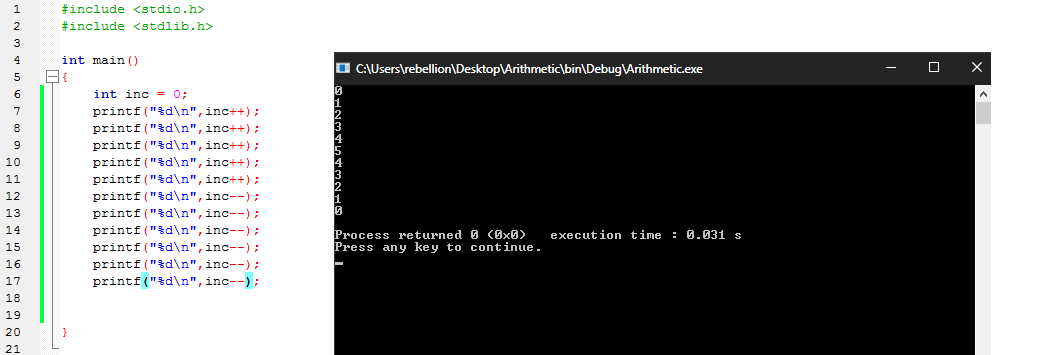 1 #include <stdio.h>
2 #include <stdlib.h>
3
4 int main()
5 {
6 int inc = 0;
7 printf("%d\n",inc++);
8 printf("%d\n",inc++);
9 printf("%d\n",inc++);
10 printf("%d\n",inc++);
11 printf("%d\n",inc++);
12 printf("%d\n",inc--);
13 printf("%d\n",inc--);
14 printf("%d\n",inc--);
15 printf("%d\n",inc--);
16 printf("%d\n",inc--);
17 printf("%d\n",inc--);
18
19
20 }
21
C:\Users\rebellion\Desktop\Arithmetic\bin\Debug\Arithmetic.exe
0
1
2
3
4
5
4
3
2
1
0
Process returned 0 (0x0) execution time : 0.031 s
Press any key to continue.